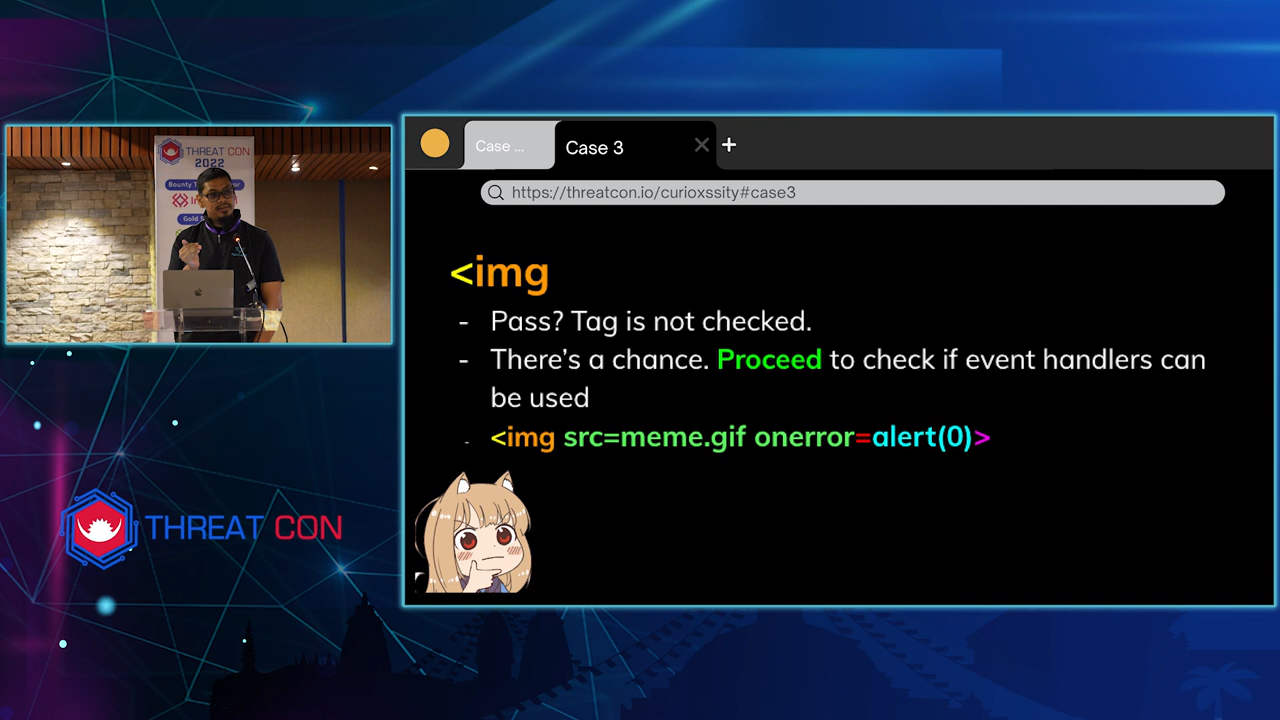 THREAT CON
2022
Case ...
Case 3
https://threatcon.io/curioxssity#case3
<img
- Pass? Tag is not checked.
- There's a chance. Proceed to check if event handlers can
be used
- <img src=meme.gif onerror=alert(0)>
THREAT CON